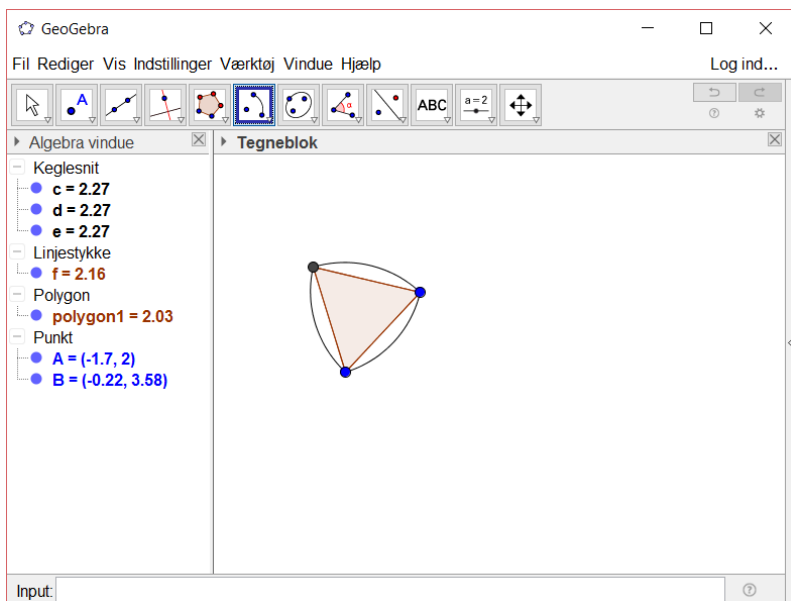 GeoGebra
Fil Rediger Vis Indstillinger Værktøj Vindue Hjælp Log ind...
A α ABC a=2
Algebra vindue
Tegneblok
Keglesnit
c = 2.27
d = 2.27
e = 2.27
Linjestykke
f = 2.16
Polygon
polygon1 = 2.03
Punkt
A = (-1.7, 2)
B = (-0.22, 3.58)
Input: